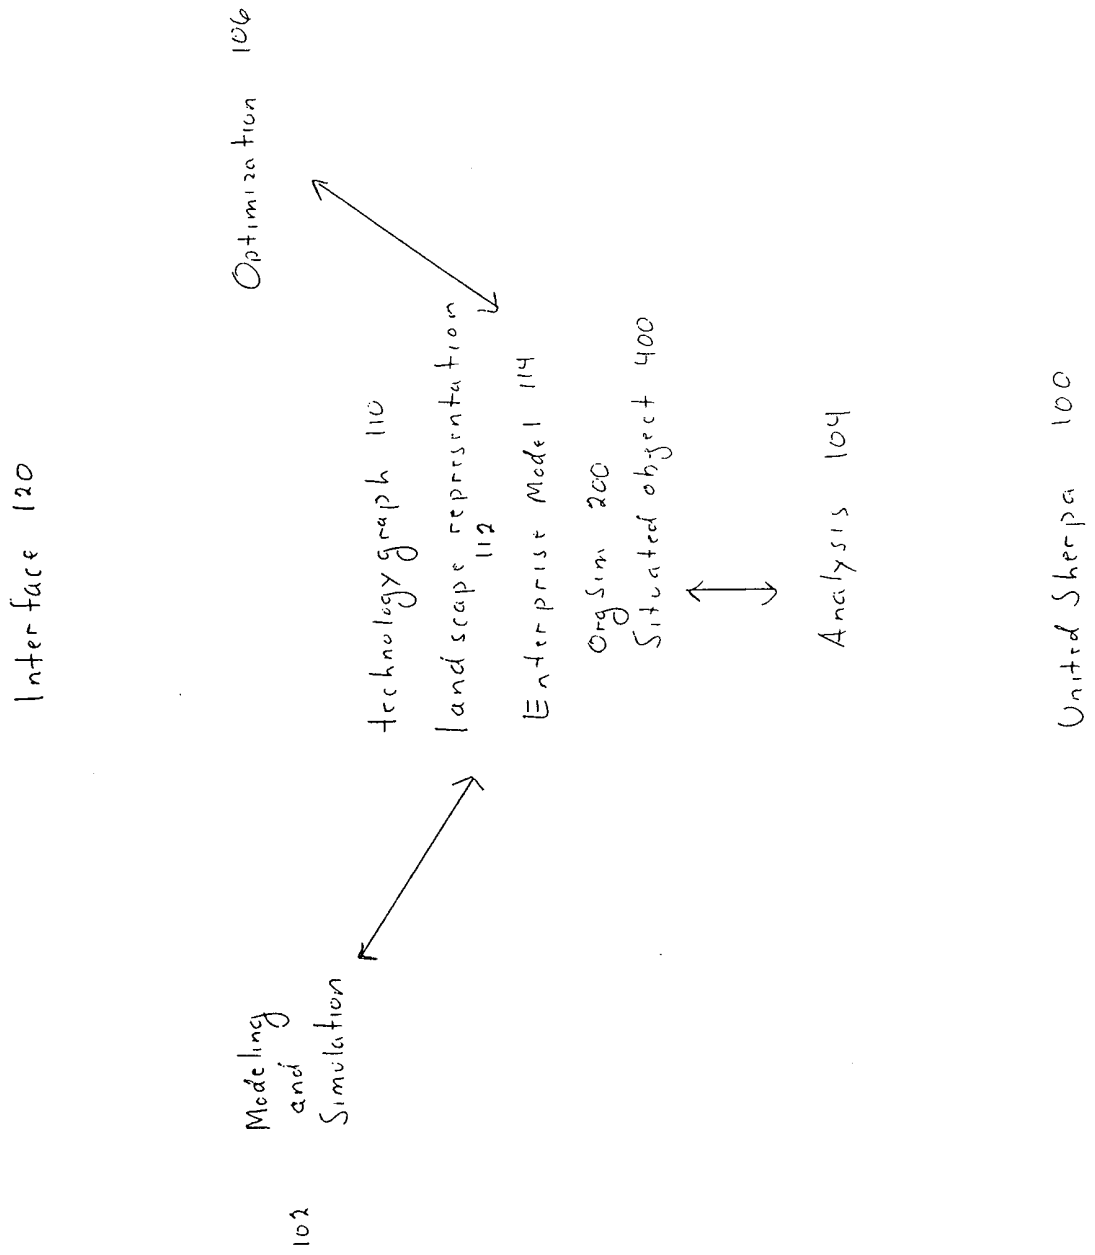 Interface 120
Optimization 106
Modeling
and
Simulation
102
technology graph 110
landscape representation
112
Enterprise Model 114
OrgSim 200
Situated object 400
Analysis 104
United Sherpa 100